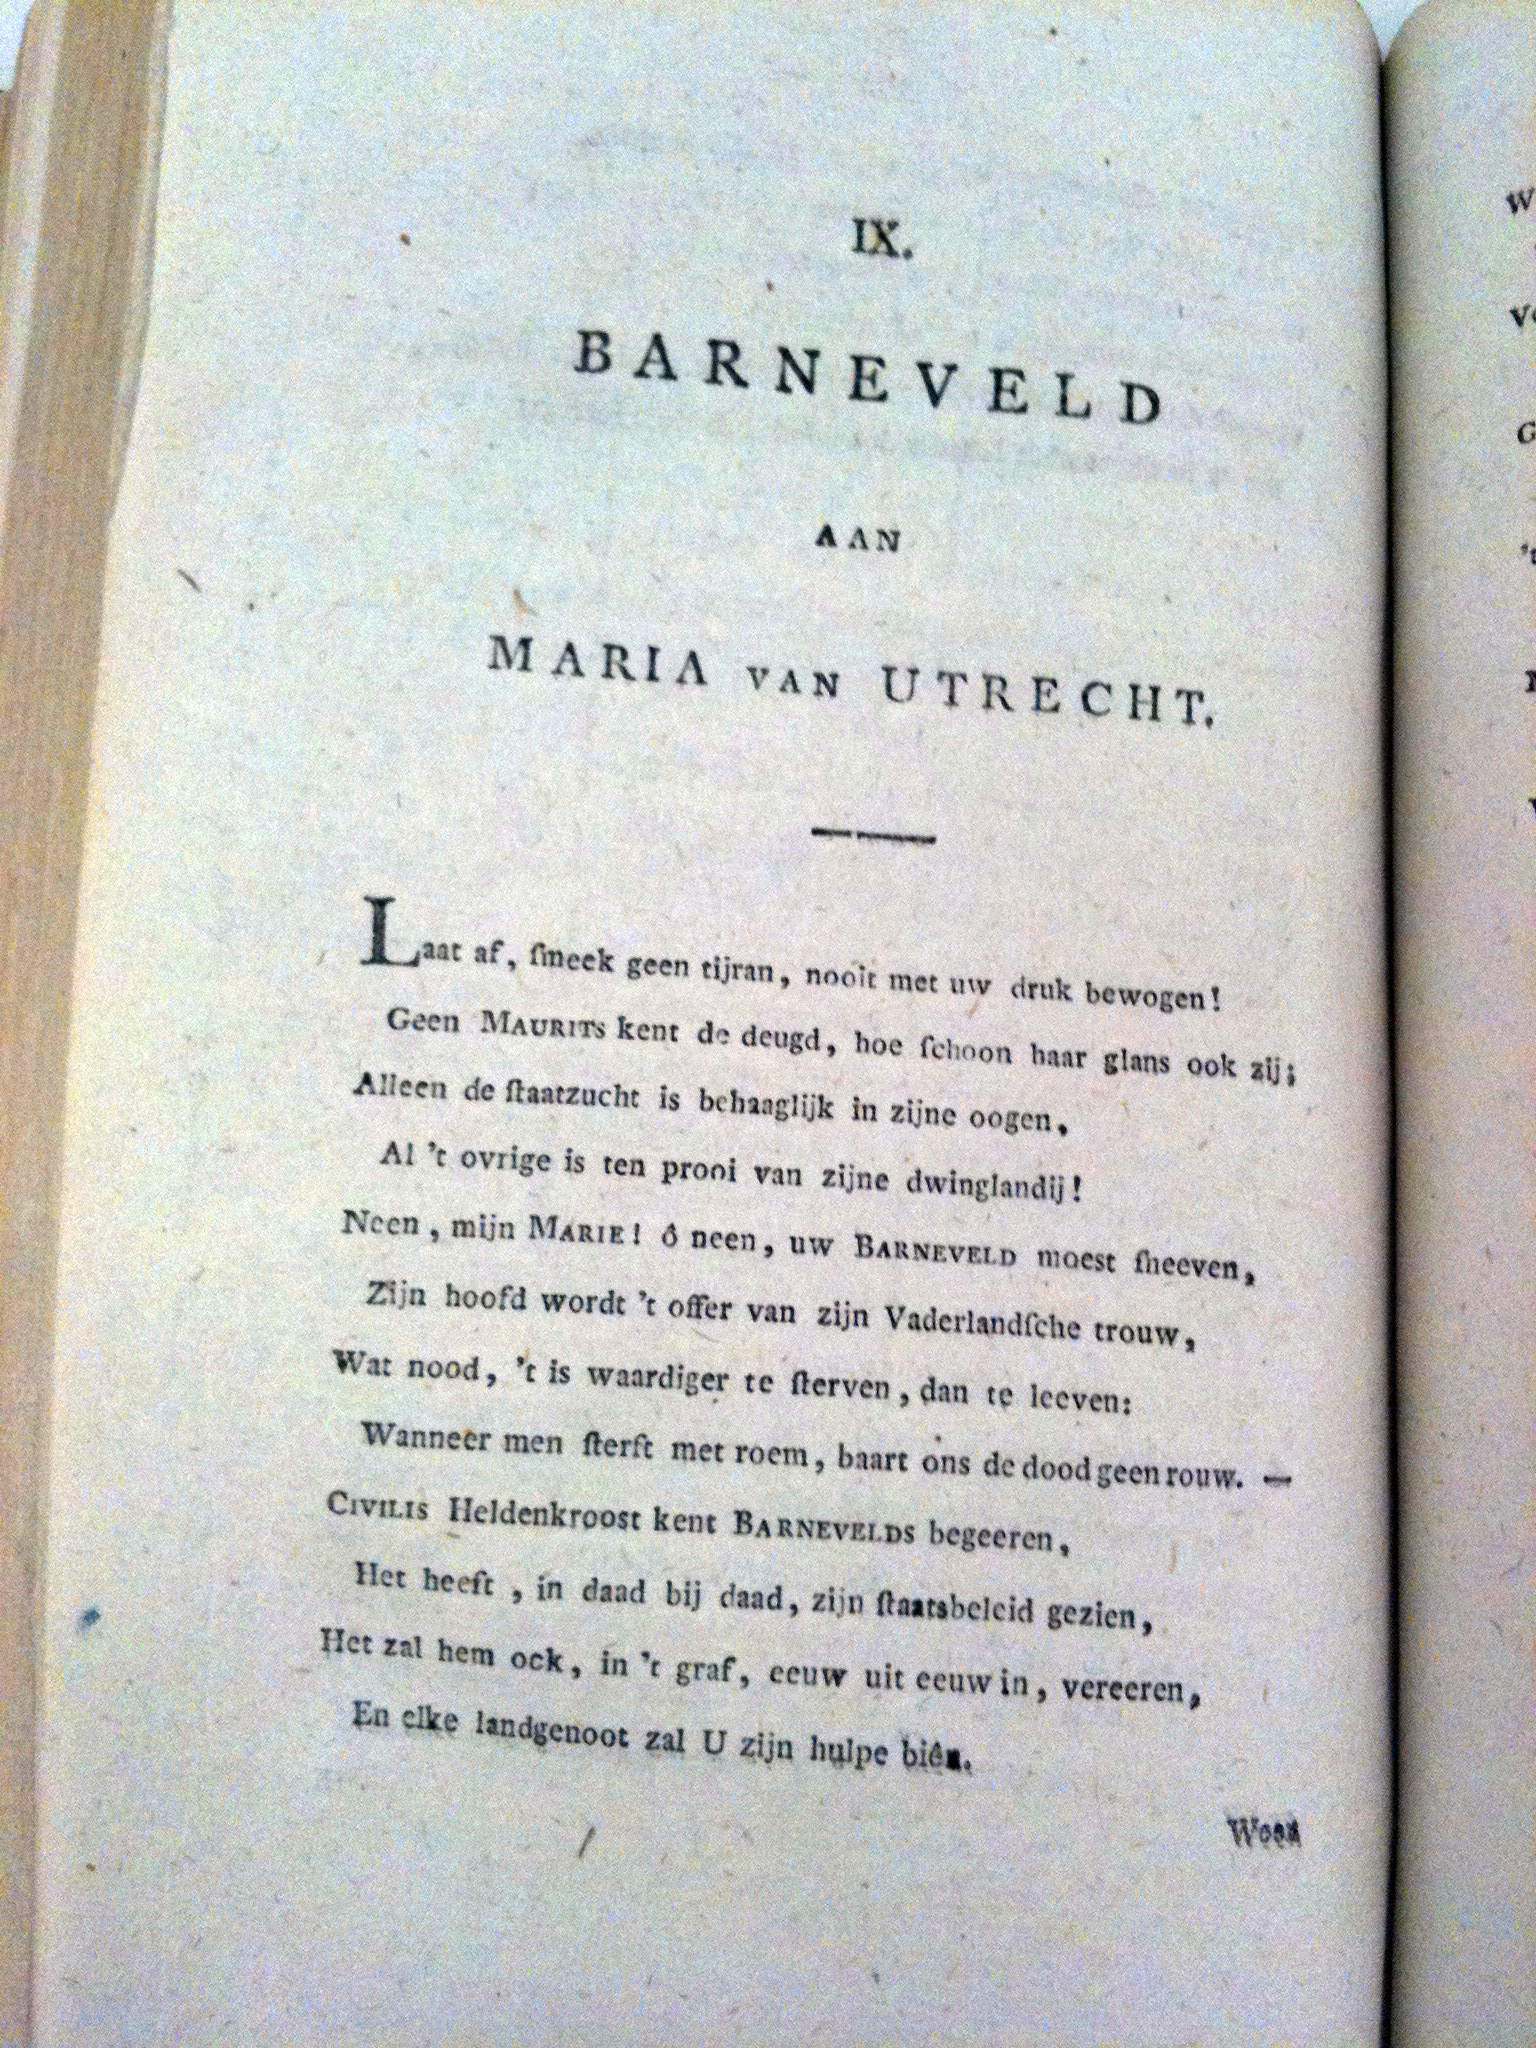 IX.
BARNEVELD
AAN
MARIA VAN UTRECHT.
Laat af, ſmeek geen tijran, nooit met uw druk bewogen!
Geen MAURITS kent de deugd, hoe ſchoon haar glans ook zij;
Alleen de ſtaatzucht is behaaglijk in zijne oogen,
Al 't ovrige is ten prooi van zijne dwinglandij!
Neen, mijn MARIE! ô neen, uw BARNEVELD moest ſneeven,
Zijn hoofd wordt 't offer van zijn Vaderlandſche trouw,
Wat nood, 't is waardiger te ſterven, dan te leeven:
Wanneer men ſterft met roem, baart ons de dood geen rouw. —
CIVILIS Heldenkroost kent BARNEVELDS begeeren,
Het heeft, in daad bij daad, zijn ſtaatsbeleid gezien,
Het zal hem ock, in 't graf, eeuw uit eeuw in, vereeren,
En elke landgenoot zal U zijn hulpe biên.
W
G
't